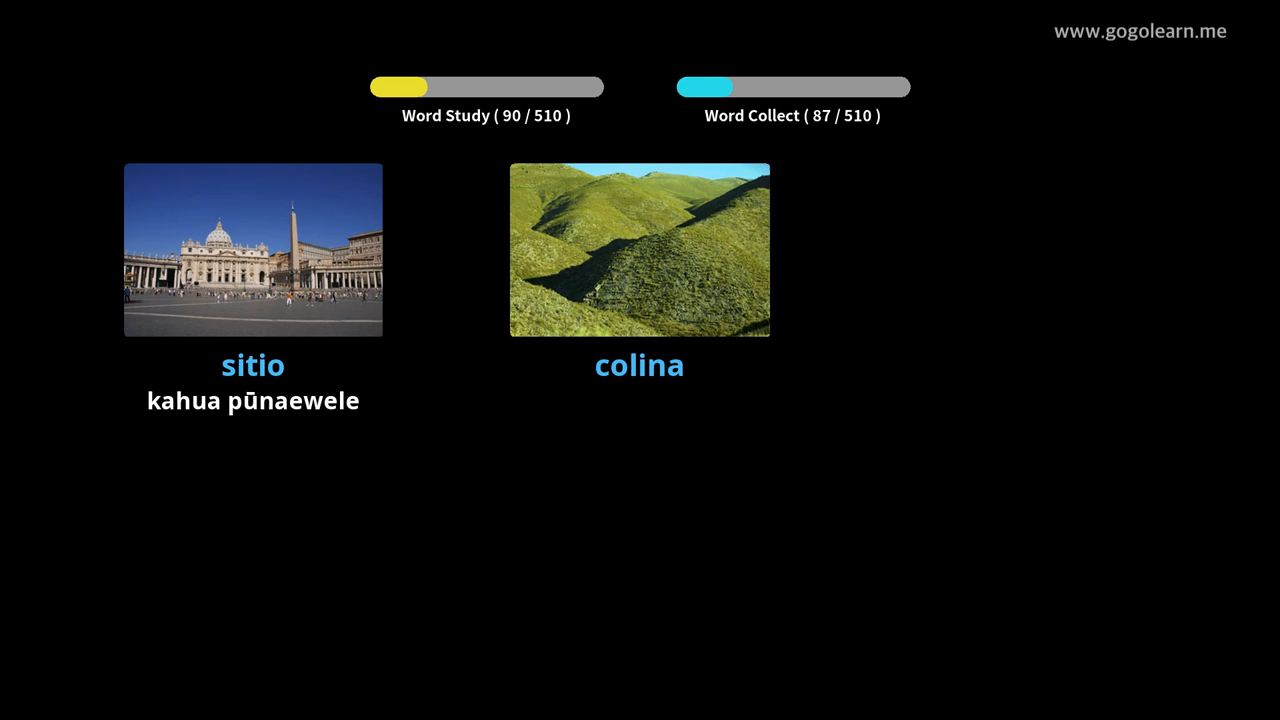 www.gogolearn.me
Word Study ( 90 / 510 )
Word Collect ( 87 / 510 )
sitio
kahua pūnaewele
colina